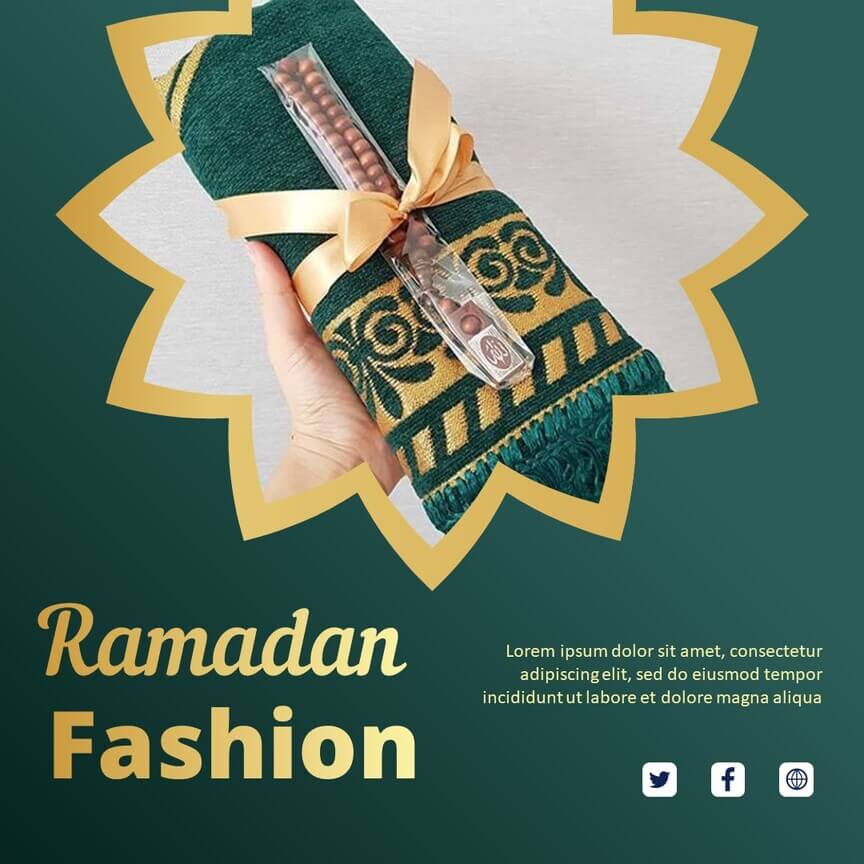 Ramadan
Fashion
Lorem ipsum dolor sit amet, consectetur
adipiscing elit, sed do eiusmod tempor
incididunt ut labore et dolore magna aliqua